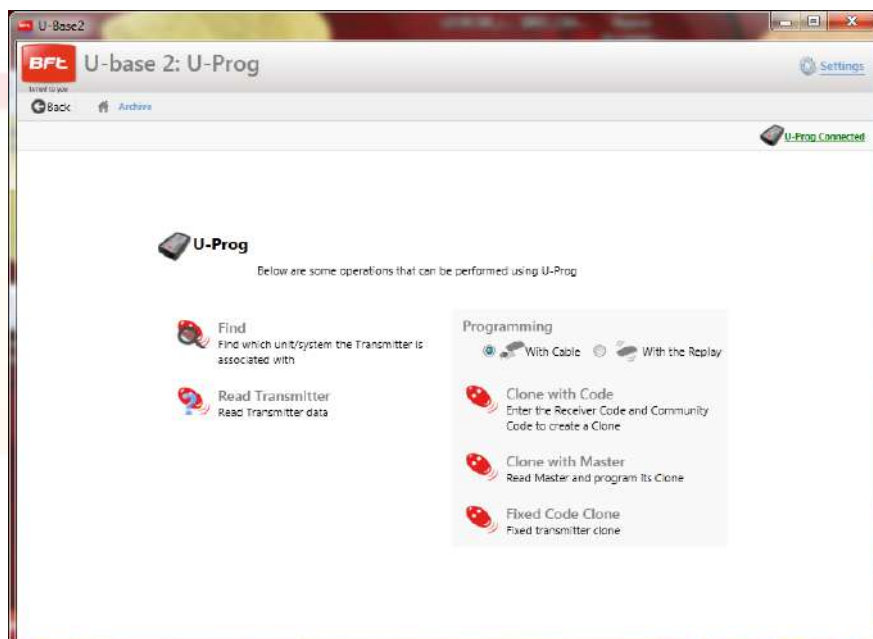 U-Base2
BFt
U-base 2: U-Prog
Settings
Back
Archive
U-Prog Connected
U-Prog
Below are some operations that can be performed using U-Prog
Find
Find which unit/system the Transmitter is
associated with
Read Transmitter
Read Transmitter data
Programming
With Cable
With the Replay
Clone with Code
Enter the Receiver Code and Community
Code to create a Clone
Clone with Master
Read Master and program its Clone
Fixed Code Clone
Fixed transmitter clone